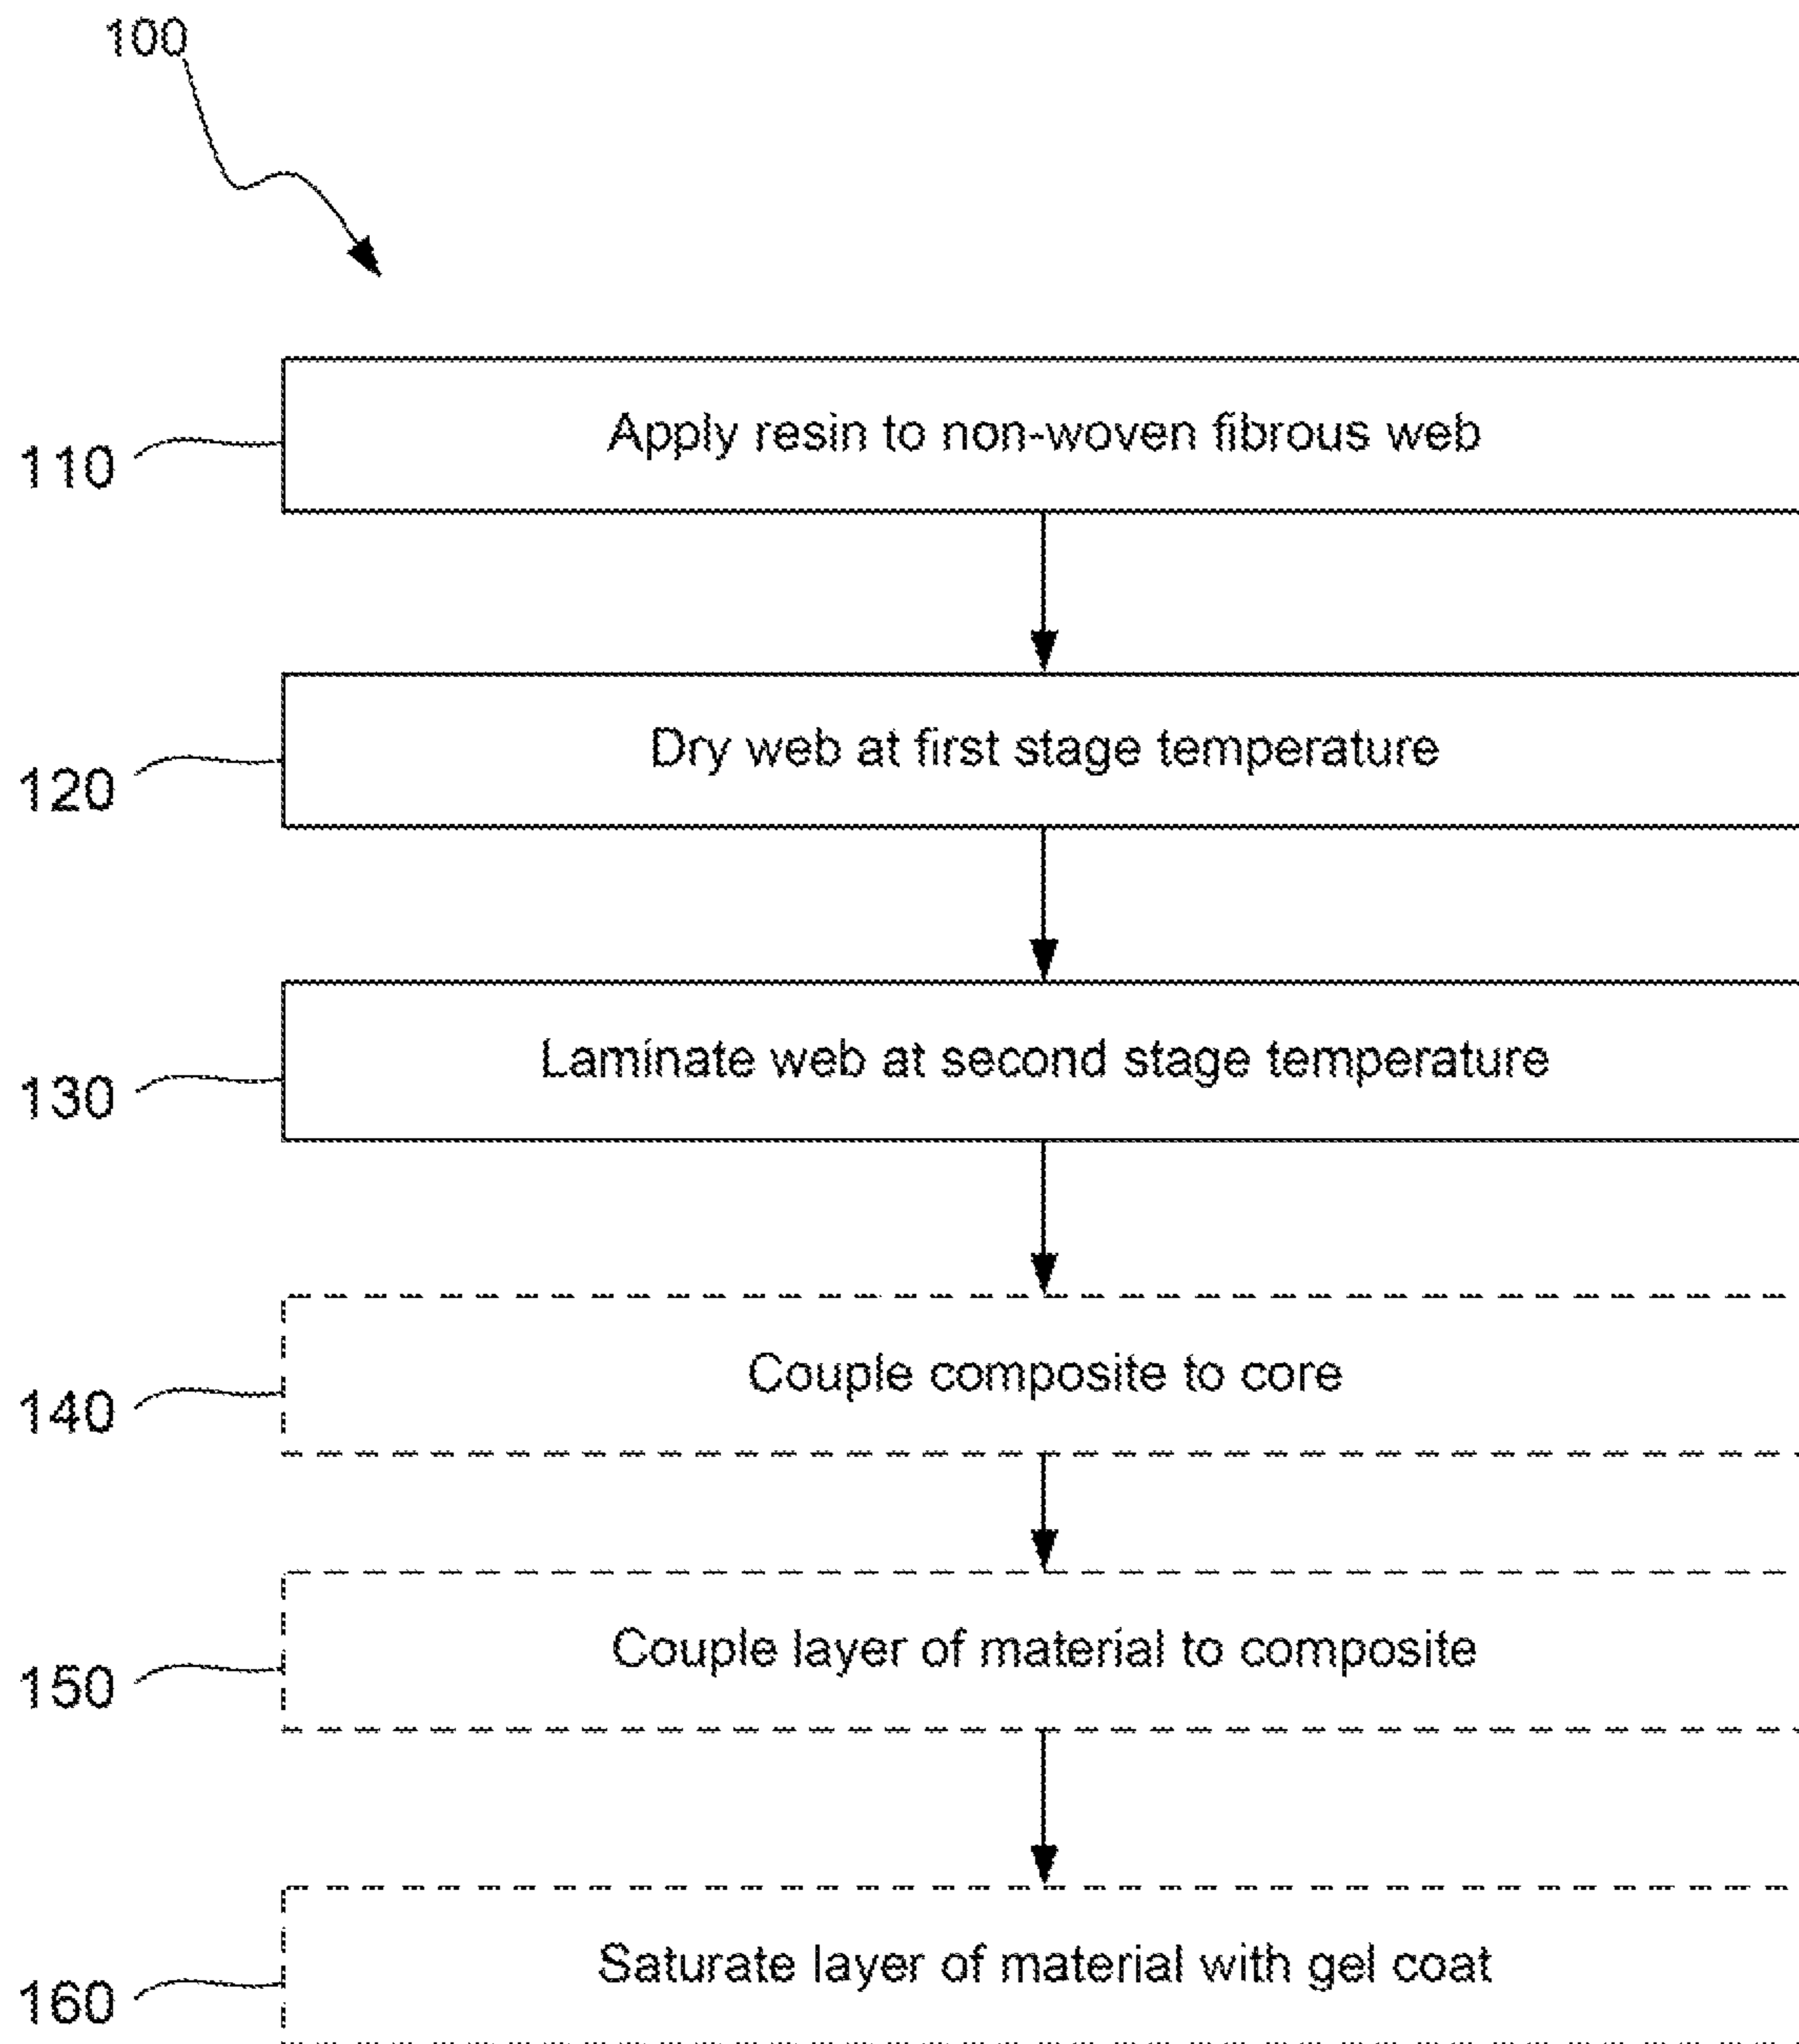 100
110
Apply resin to non-woven fibrous web
120
Dry web at first stage temperature
130
Laminate web at second stage temperature
140
Couple composite to core
150
Couple layer of material to composite
160
Saturate layer of material with gel coat